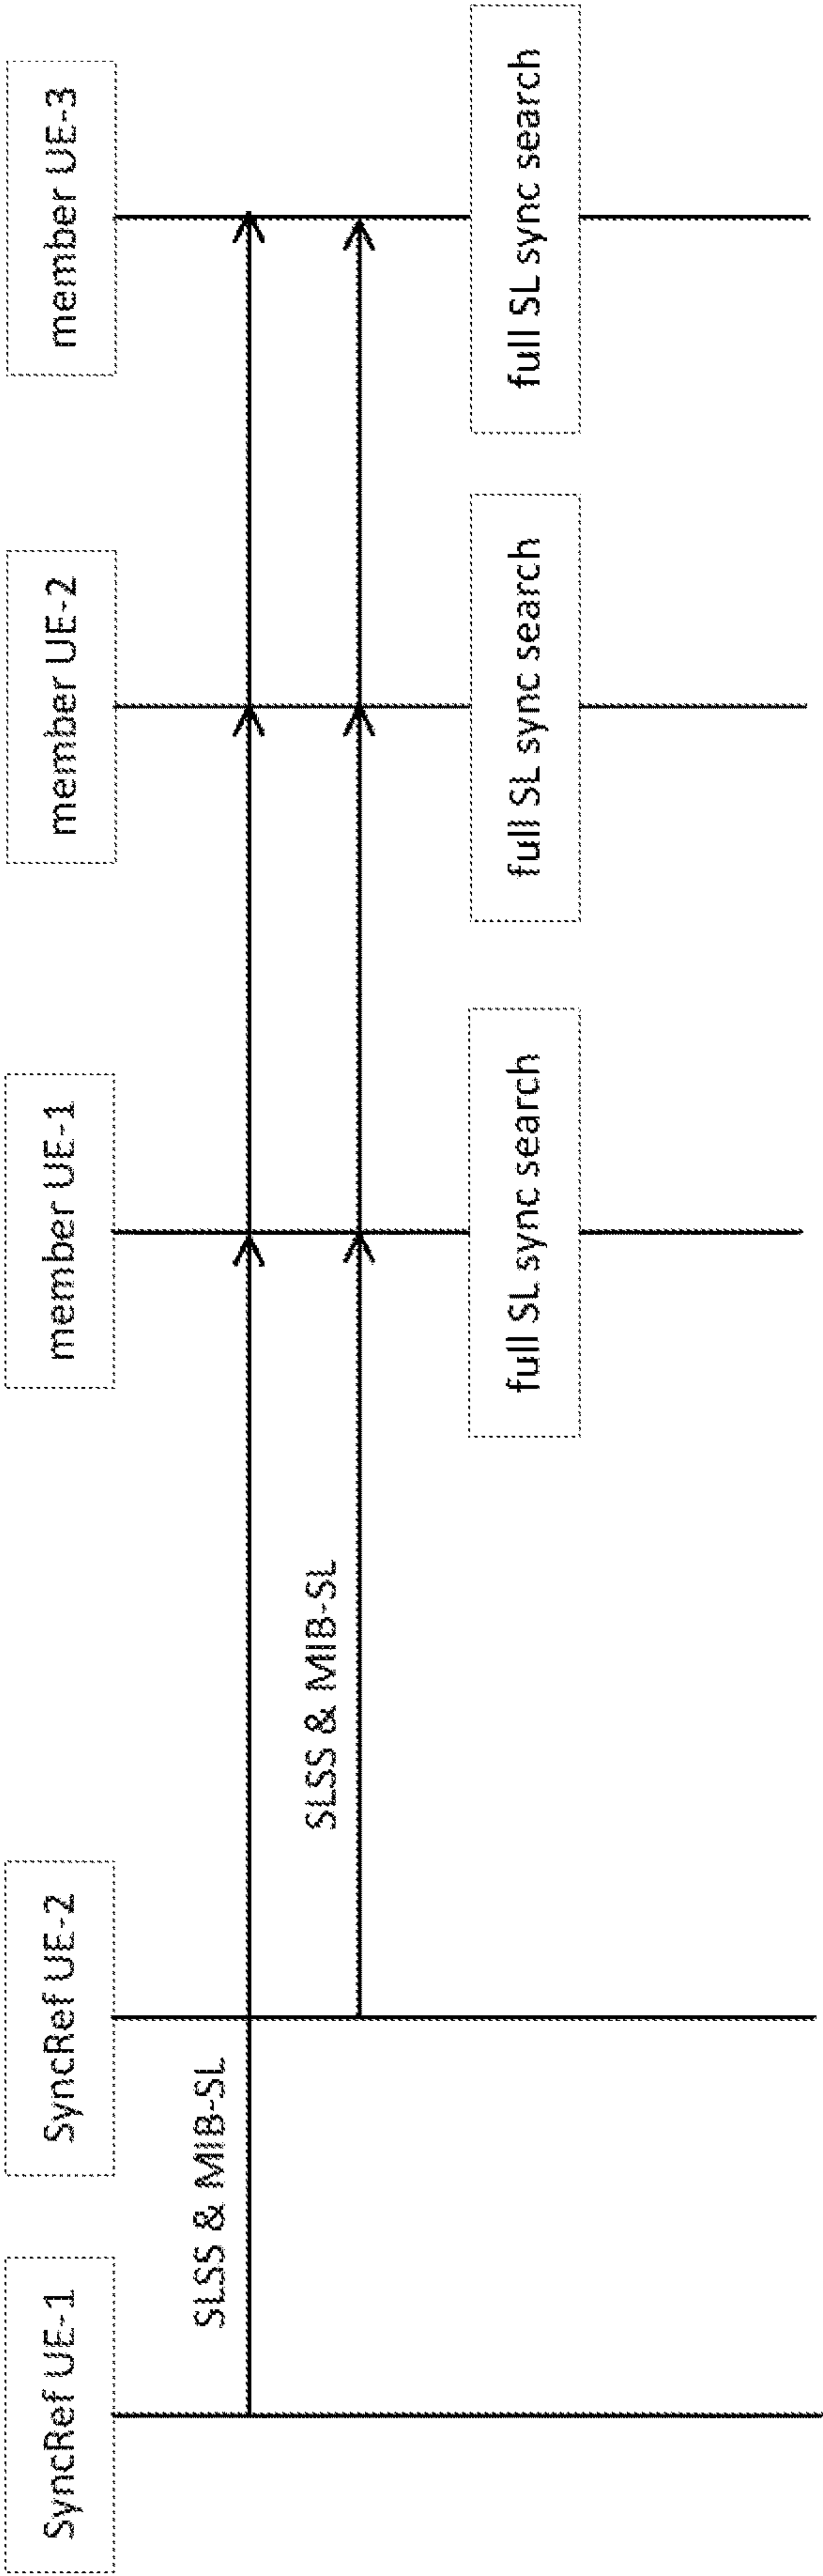 SyncRef UE-1
SyncRef UE-2
member UE-1
member UE-2
member UE-3
SLSS & MIB-SL
SLSS & MIB-SL
full SL sync search
full SL sync search
full SL sync search